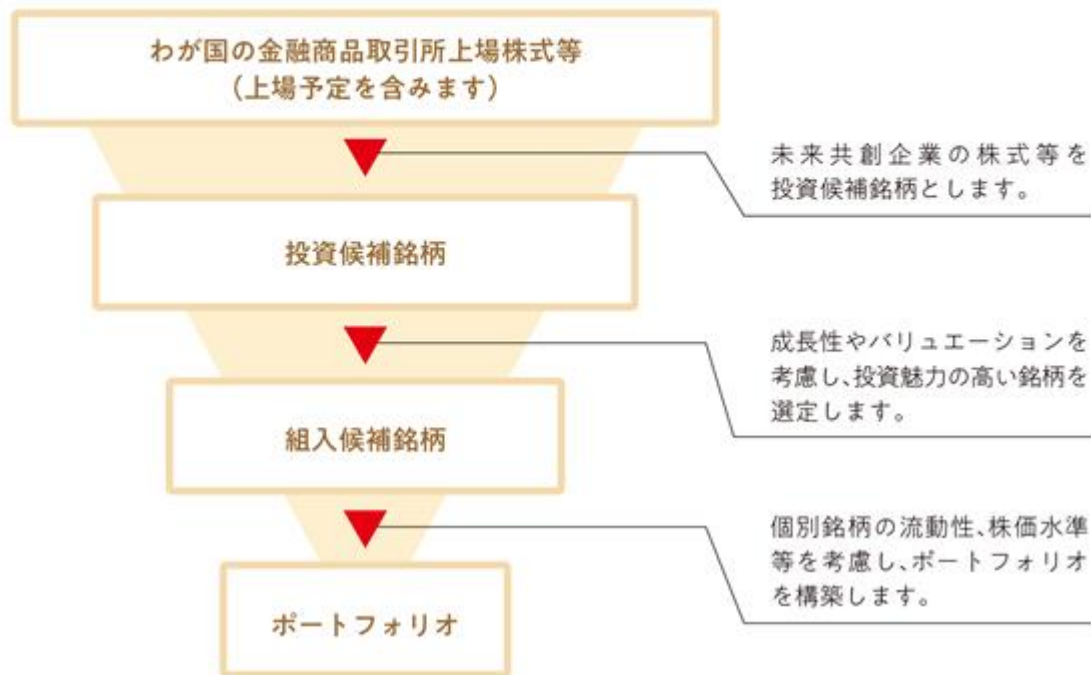 わが国の金融商品取引所上場株式等
(上場予定を含みます)
未来共創企業の株式等を
投資候補銘柄とします。
投資候補銘柄
成長性やバリュエーションを
考慮し、投資魅力の高い銘柄を
選定します。
組入候補銘柄
個別銘柄の流動性、株価水準
等を考慮し、ポートフォリオ
を構築します。
ポートフォリオ